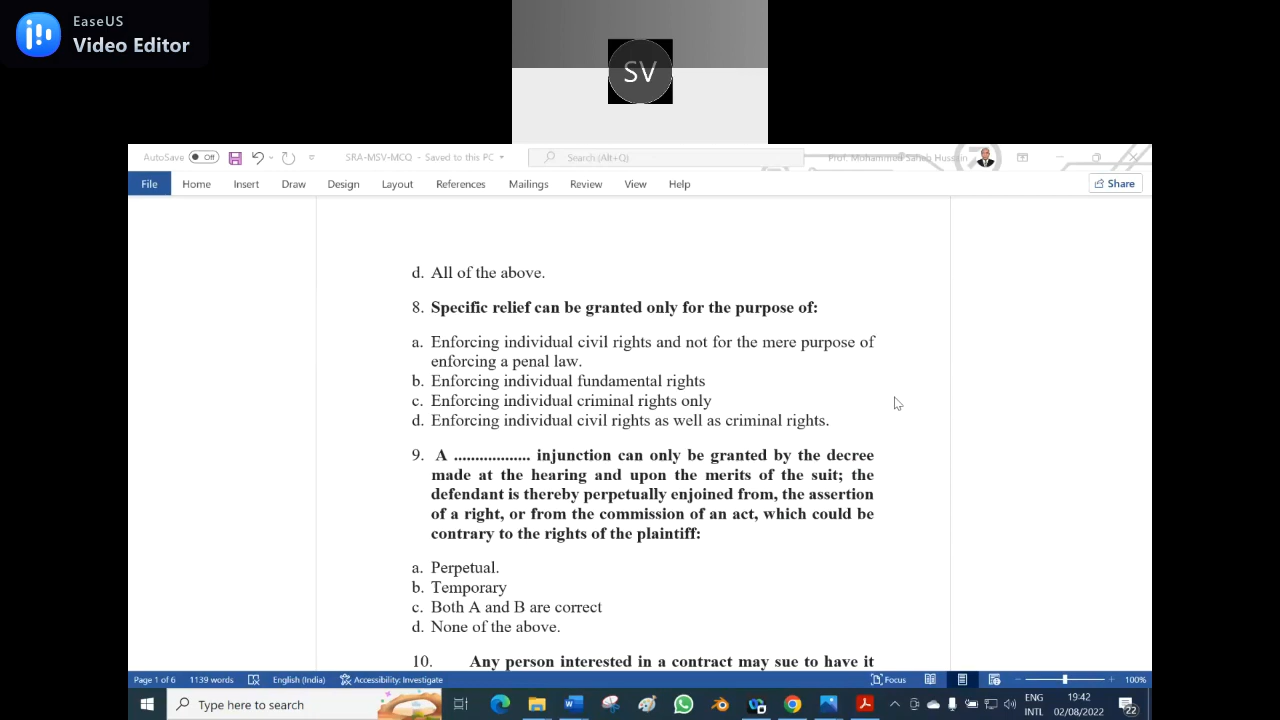 EaseUS
Video Editor
SV
AutoSave Off SRA-MSV-MCQ - Saved to this PC Search (Alt+Q) Prof. Mohammad Saheb Hussain
File Home Insert Draw Design Layout References Mailings Review View Help Share
d. All of the above.
8. Specific relief can be granted only for the purpose of:
a. Enforcing individual civil rights and not for the mere purpose of
enforcing a penal law.
b. Enforcing individual fundamental rights
c. Enforcing individual criminal rights only
d. Enforcing individual civil rights as well as criminal rights.
9. A .................. injunction can only be granted by the decree
made at the hearing and upon the merits of the suit; the
defendant is thereby perpetually enjoined from, the assertion
of a right, or from the commission of an act, which could be
contrary to the rights of the plaintiff:
a. Perpetual.
b. Temporary
c. Both A and B are correct
d. None of the above.
10. Any person interested in a contract may sue to have it
Page 1 of 6 1139 words English (India) Accessibility: Investigate Focus 100%
Type here to search
ENG 19:42
INTL 02/08/2022 22